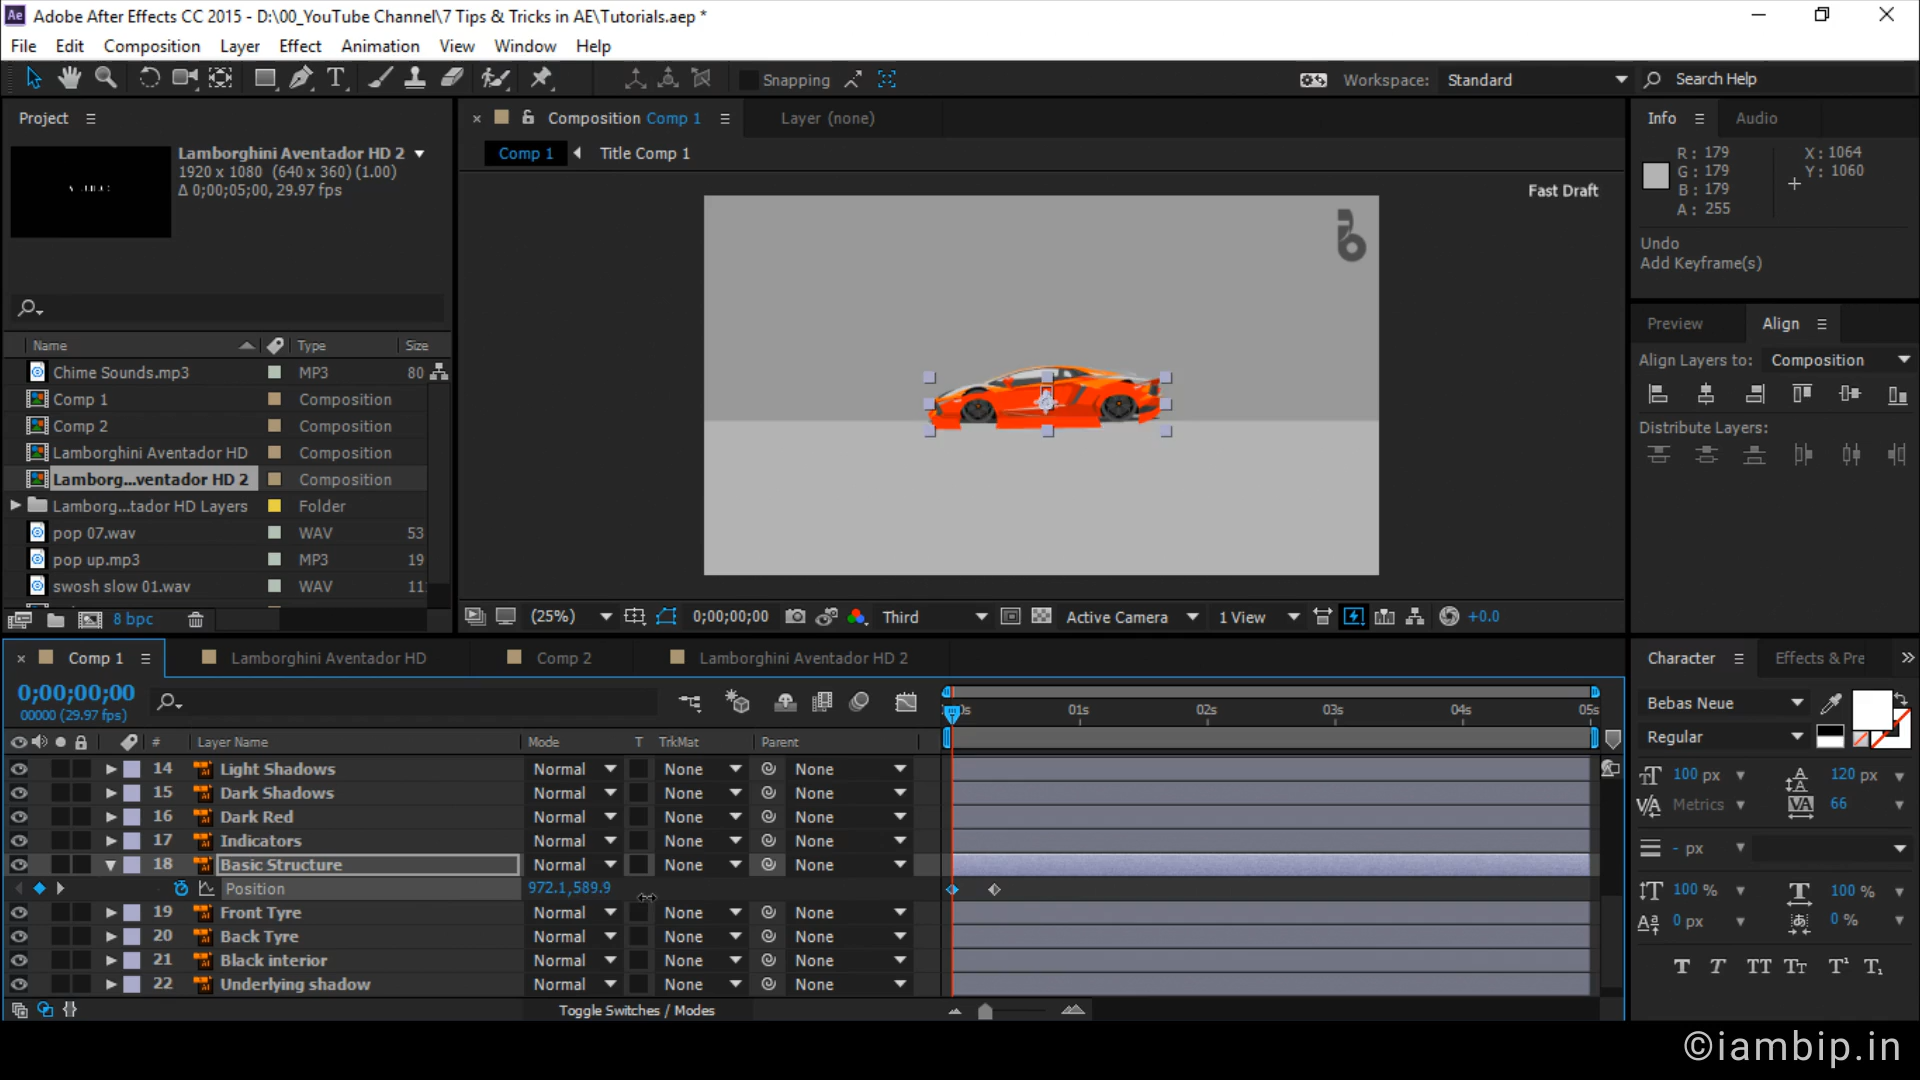 Ae Adobe After Effects CC 2015 - D:\00_YouTube Channel\7 Tips & Tricks in AE\Tutorials.aep *
File Edit Composition Layer Effect Animation View Window Help
Snapping
Workspace: Standard
Search Help
Project
Lamborghini Aventador HD 2
1920 x 1080 (640 x 360) (1.00)
Δ 0;00;05;00, 29.97 fps
Name Type Size
Chime Sounds.mp3 MP3 80
Comp 1 Composition
Comp 2 Composition
Lamborghini Aventador HD Composition
Lamborg...ventador HD 2 Composition
Lamborg...tador HD Layers Folder
pop 07.wav WAV 53
pop up.mp3 MP3 19
swosh slow 01.wav WAV 11
8 bpc
Composition Comp 1
Layer (none)
Comp 1 Title Comp 1
Fast Draft
(25%) 0;00;00;00 Third Active Camera 1 View +0.0
Info Audio
R: 179 X: 1064
G: 179 Y: 1060
B: 179
A: 255
Undo
Add Keyframe(s)
Preview Align
Align Layers to: Composition
Distribute Layers:
Comp 1 Lamborghini Aventador HD Comp 2 Lamborghini Aventador HD 2
0;00;00;00
00000 (29.97 fps)
0s 01s 02s 03s 04s 05s
# Layer Name Mode T TrkMat Parent
14 Light Shadows Normal None None
15 Dark Shadows Normal None None
16 Dark Red Normal None None
17 Indicators Normal None None
18 Basic Structure Normal None None
Position 972.1,589.9
19 Front Tyre Normal None None
20 Back Tyre Normal None None
21 Black interior Normal None None
22 Underlying shadow Normal None None
Toggle Switches / Modes
Character Effects & Pre
Bebas Neue
Regular
100 px 120 px
Metrics 66
- px
100 % 100 %
0 px 0 %
T T TT Tт T¹ T₁
©iambip.in